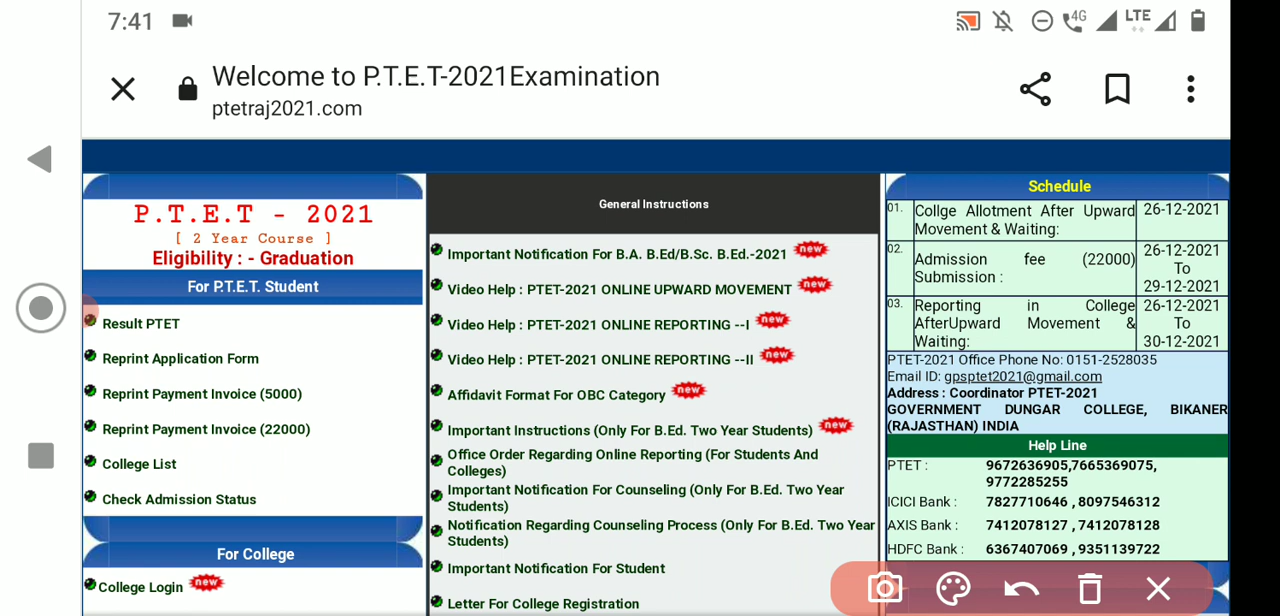 7:41
4G
LTE
Welcome to P.T.E.T-2021Examination
ptetraj2021.com
P.T.E.T - 2021
[ 2 Year Course ]
Eligibility : - Graduation
For P.T.E.T. Student
Result PTET
Reprint Application Form
Reprint Payment Invoice (5000)
Reprint Payment Invoice (22000)
College List
Check Admission Status
For College
College Login new
General Instructions
Important Notification For B.A. B.Ed/B.Sc. B.Ed.-2021 new
Video Help : PTET-2021 ONLINE UPWARD MOVEMENT new
Video Help : PTET-2021 ONLINE REPORTING --I new
Video Help : PTET-2021 ONLINE REPORTING --II new
Affidavit Format For OBC Category new
Important Instructions (Only For B.Ed. Two Year Students) new
Office Order Regarding Online Reporting (For Students And
Colleges)
Important Notification For Counseling (Only For B.Ed. Two Year
Students)
Notification Regarding Counseling Process (Only For B.Ed. Two Year
Students)
Important Notification For Student
Letter For College Registration
Schedule
01. Collge Allotment After Upward 26-12-2021
Movement & Waiting:
02. Admission fee (22000) 26-12-2021
Submission : To
29-12-2021
03. Reporting in College 26-12-2021
AfterUpward Movement & To
Waiting: 30-12-2021
PTET-2021 Office Phone No: 0151-2528035
Email ID: gpsptet2021@gmail.com
Address : Coordinator PTET-2021
GOVERNMENT DUNGAR COLLEGE, BIKANER
(RAJASTHAN) INDIA
Help Line
PTET : 9672636905,7665369075,
9772285255
ICICI Bank : 7827710646 , 8097546312
AXIS Bank : 7412078127 , 7412078128
HDFC Bank : 6367407069 , 9351139722